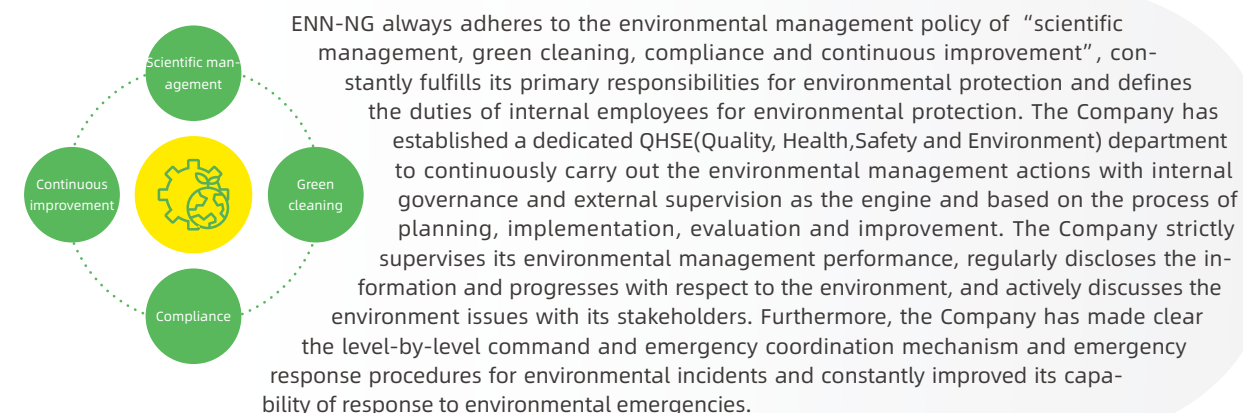 Scientific man-
agement
Continuous
improvement
Green
cleaning
Compliance
ENN-NG always adheres to the environmental management policy of “scientific
management, green cleaning, compliance and continuous improvement”, con-
stantly fulfills its primary responsibilities for environmental protection and defines
the duties of internal employees for environmental protection. The Company has
established a dedicated QHSE(Quality, Health,Safety and Environment) department
to continuously carry out the environmental management actions with internal
governance and external supervision as the engine and based on the process of
planning, implementation, evaluation and improvement. The Company strictly
supervises its environmental management performance, regularly discloses the in-
formation and progresses with respect to the environment, and actively discusses the
environment issues with its stakeholders. Furthermore, the Company has made clear
the level-by-level command and emergency coordination mechanism and emergency
response procedures for environmental incidents and constantly improved its capa-
bility of response to environmental emergencies.